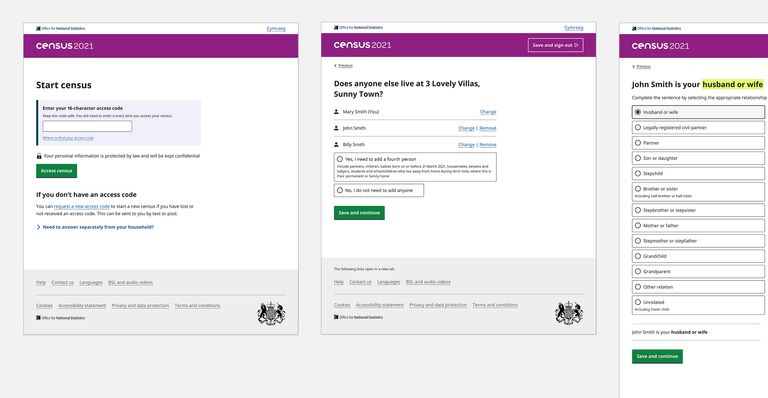 Office for National Statistics
Cymraeg
census 2021
Start census
Enter your 16-character access code
Keep this code safe. You will need to enter it every time you access your census
Where to find your access code
Your personal information is protected by law and will be kept confidential
Access census
If you don't have an access code
You can request a new access code to start a new census if you have lost or
not received an access code. This can be sent to you by text or post.
Need to answer separately from your household?
Help Contact us Languages BSL and audio videos
Cookies Accessibility statement Privacy and data protection Terms and conditions
Office for National Statistics
Office for National Statistics
Cymraeg
census 2021
Save and sign out
Previous
Does anyone else live at 3 Lovely Villas,
Sunny Town?
Mary Smith (You) Change
John Smith Change | Remove
Billy Smith Change | Remove
Yes, I need to add a fourth person
Include partners, children, babies born on or before 21 March 2021, housemates, tenants and
lodgers, students and schoolchildren who live away from home during term time, where this is
their permanent or family home
No, I do not need to add anyone
Save and continue
The following links open in a new tab
Help Contact us Languages BSL and audio videos
Cookies Accessibility statement Privacy and data protection Terms and conditions
Office for National Statistics
Office for National Statistics
census 2021
Previous
John Smith is your husband or wife
Complete the sentence by selecting the appropriate relationship
Husband or wife
Legally registered civil partner
Partner
Son or daughter
Stepchild
Brother or sister
Including half brother or half sister
Stepbrother or stepsister
Mother or father
Stepmother or stepfather
Grandchild
Grandparent
Other relation
Unrelated
Including foster child
John Smith is your husband or wife
Save and continue